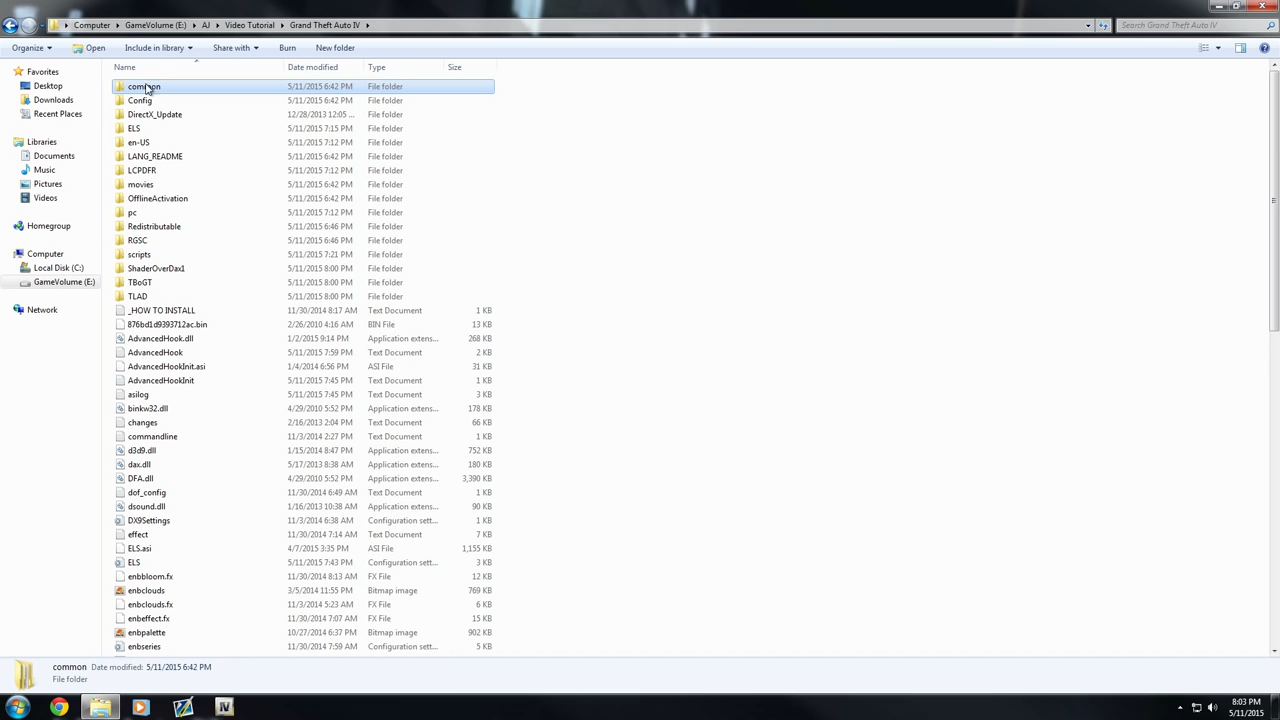 Computer ▸ GameVolume (E:) ▸ AJ ▸ Video Tutorial ▸ Grand Theft Auto IV ▸ Search Grand Theft Auto IV
Organize Open Include in library Share with Burn New folder
Name Date modified Type Size
Favorites
Desktop
Downloads
Recent Places
Libraries
Documents
Music
Pictures
Videos
Homegroup
Computer
Local Disk (C:)
GameVolume (E:)
Network
common 5/11/2015 6:42 PM File folder
Config 5/11/2015 6:42 PM File folder
DirectX_Update 12/28/2013 12:05 ... File folder
ELS 5/11/2015 7:15 PM File folder
en-US 5/11/2015 7:12 PM File folder
LANG_README 5/11/2015 6:42 PM File folder
LCPDFR 5/11/2015 7:12 PM File folder
movies 5/11/2015 6:42 PM File folder
OfflineActivation 5/11/2015 6:42 PM File folder
pc 5/11/2015 7:12 PM File folder
Redistributable 5/11/2015 6:46 PM File folder
RGSC 5/11/2015 6:46 PM File folder
scripts 5/11/2015 7:21 PM File folder
ShaderOverDax1 5/11/2015 8:00 PM File folder
TBoGT 5/11/2015 8:00 PM File folder
TLAD 5/11/2015 8:00 PM File folder
_HOW TO INSTALL 11/30/2014 8:17 AM Text Document 1 KB
876bd1d9393712ac.bin 2/26/2010 4:16 AM BIN File 13 KB
AdvancedHook.dll 1/2/2015 9:14 PM Application extens... 268 KB
AdvancedHook 5/11/2015 7:59 PM Text Document 2 KB
AdvancedHookInit.asi 1/4/2014 6:56 PM ASI File 31 KB
AdvancedHookInit 5/11/2015 7:45 PM Text Document 1 KB
asilog 5/11/2015 7:45 PM Text Document 3 KB
binkw32.dll 4/29/2010 5:52 PM Application extens... 178 KB
changes 2/16/2013 2:04 PM Text Document 66 KB
commandline 11/3/2014 2:27 PM Text Document 1 KB
d3d9.dll 1/15/2014 8:47 PM Application extens... 752 KB
dax.dll 5/17/2013 8:38 AM Application extens... 180 KB
DFA.dll 4/29/2010 5:52 PM Application extens... 3,390 KB
dof_config 11/30/2014 6:49 AM Text Document 1 KB
dsound.dll 1/16/2013 10:38 AM Application extens... 90 KB
DX9Settings 11/3/2014 6:38 AM Configuration sett... 1 KB
effect 11/30/2014 7:14 AM Text Document 7 KB
ELS.asi 4/7/2015 3:35 PM ASI File 1,155 KB
ELS 5/11/2015 7:43 PM Configuration sett... 3 KB
enbbloom.fx 11/30/2014 8:13 AM FX File 12 KB
enbclouds 3/5/2014 11:55 PM Bitmap image 769 KB
enbclouds.fx 11/3/2014 5:23 AM FX File 6 KB
enbeffect.fx 11/30/2014 7:07 AM FX File 15 KB
enbpalette 10/27/2014 6:37 PM Bitmap image 902 KB
enbseries 11/30/2014 7:59 AM Configuration sett... 5 KB
common Date modified: 5/11/2015 6:42 PM
File folder
IV
8:03 PM
5/11/2015